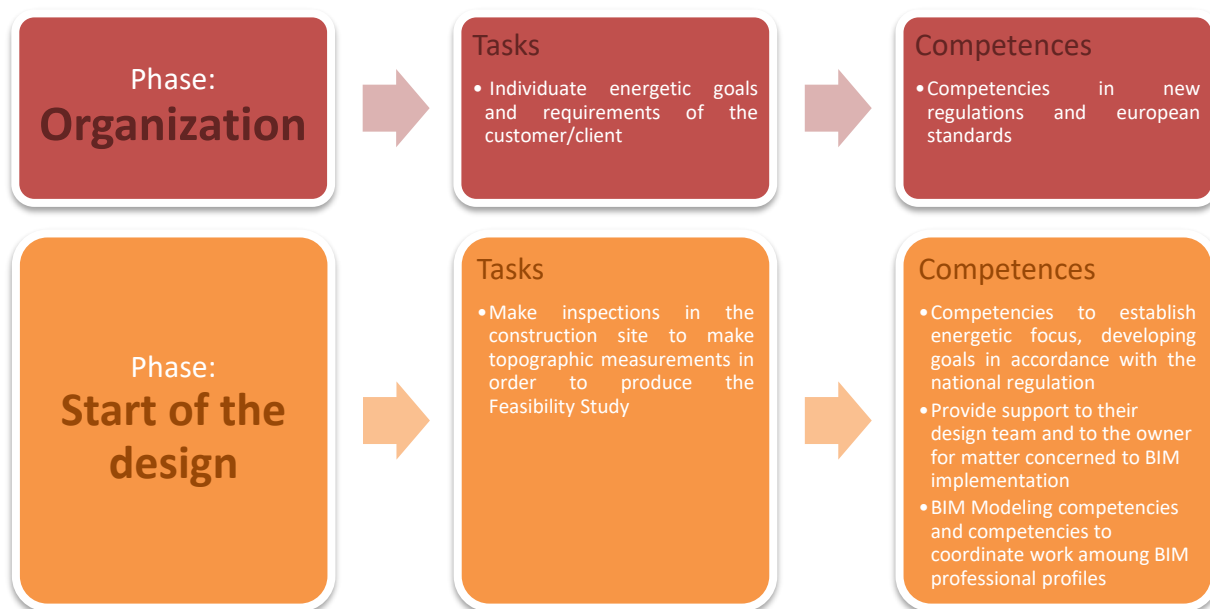 Phase:
Organization
Tasks
• Individuate energetic goals
and requirements of the
customer/client
Competences
• Competencies in new
regulations and european
standards
Phase:
Start of the
design
Tasks
• Make inspections in the
construction site to make
topographic measurements in
order to produce the
Feasibility Study
Competences
• Competencies to establish
energetic focus, developing
goals in accordance with the
national regulation
• Provide support to their
design team and to the owner
for matter concerned to BIM
implementation
• BIM Modeling competencies
and competencies to
coordinate work amoung BIM
professional profiles